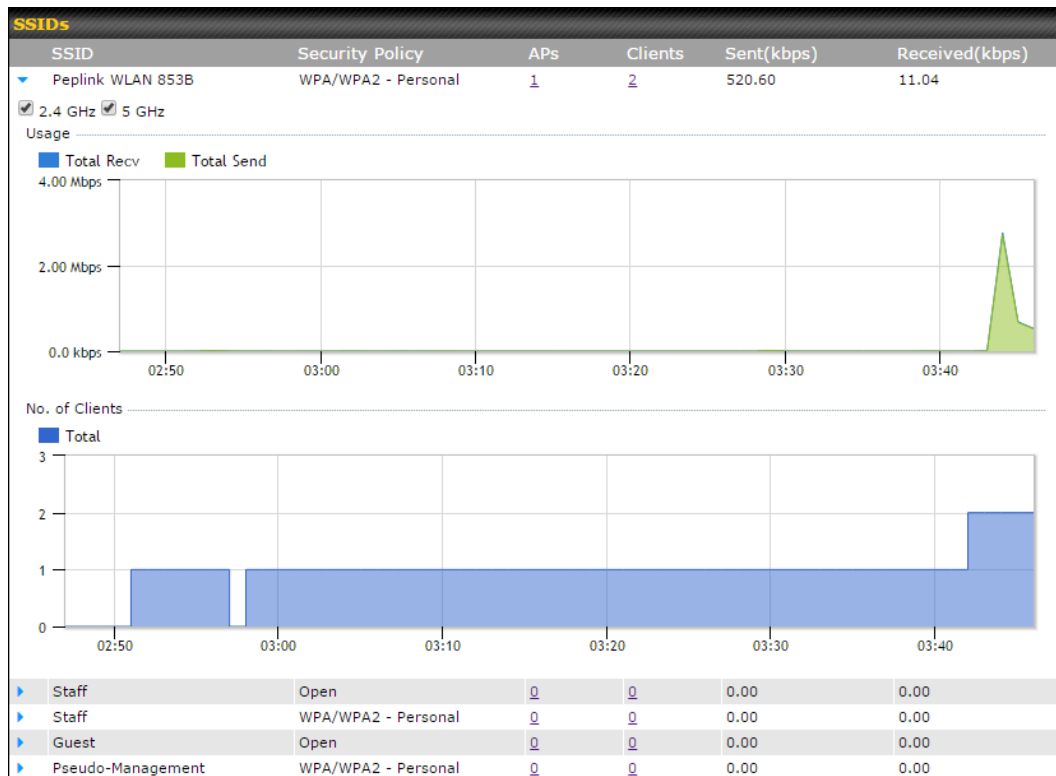 SSIDs
SSID Security Policy APs Clients Sent(kbps) Received(kbps)
Peplink WLAN 853B WPA/WPA2 - Personal 1 2 520.60 11.04
2.4 GHz 5 GHz
Usage
Total Recv Total Send
4.00 Mbps
2.00 Mbps
0.0 kbps
02:50 03:00 03:10 03:20 03:30 03:40
No. of Clients
Total
3
2
1
0
02:50 03:00 03:10 03:20 03:30 03:40
Staff Open 0 0 0.00 0.00
Staff WPA/WPA2 - Personal 0 0 0.00 0.00
Guest Open 0 0 0.00 0.00
Pseudo-Management WPA/WPA2 - Personal 0 0 0.00 0.00